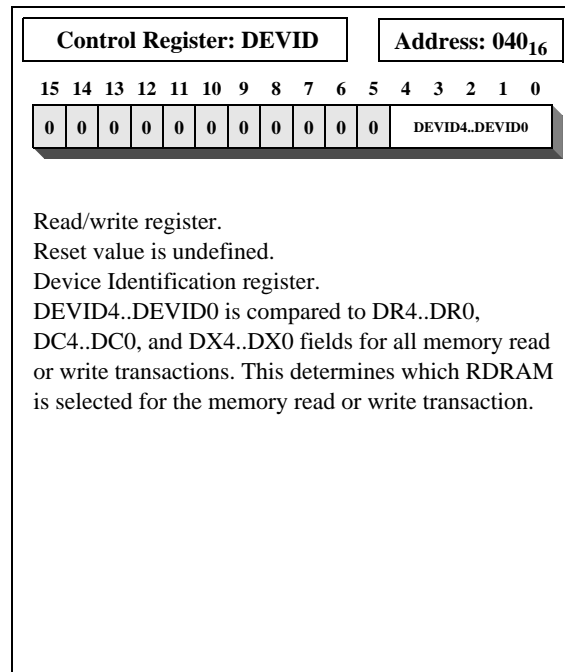 Control Register: DEVID Address: 040₁₆
15 14 13 12 11 10 9 8 7 6 5 4 3 2 1 0
0 0 0 0 0 0 0 0 0 0 0 DEVID4..DEVID0
Read/write register.
Reset value is undefined.
Device Identification register.
DEVID4..DEVID0 is compared to DR4..DR0,
DC4..DC0, and DX4..DX0 fields for all memory read
or write transactions. This determines which RDRAM
is selected for the memory read or write transaction.